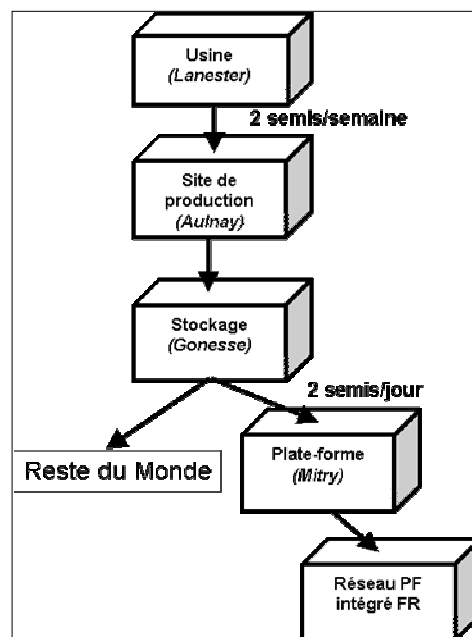 Usine
(Lanester)
2 semis/semaine
Site de
production
(Aulnay)
Stockage
(Gonesse)
2 semis/jour
Reste du Monde
Plate-forme
(Mitry)
Réseau PF
intégré FR